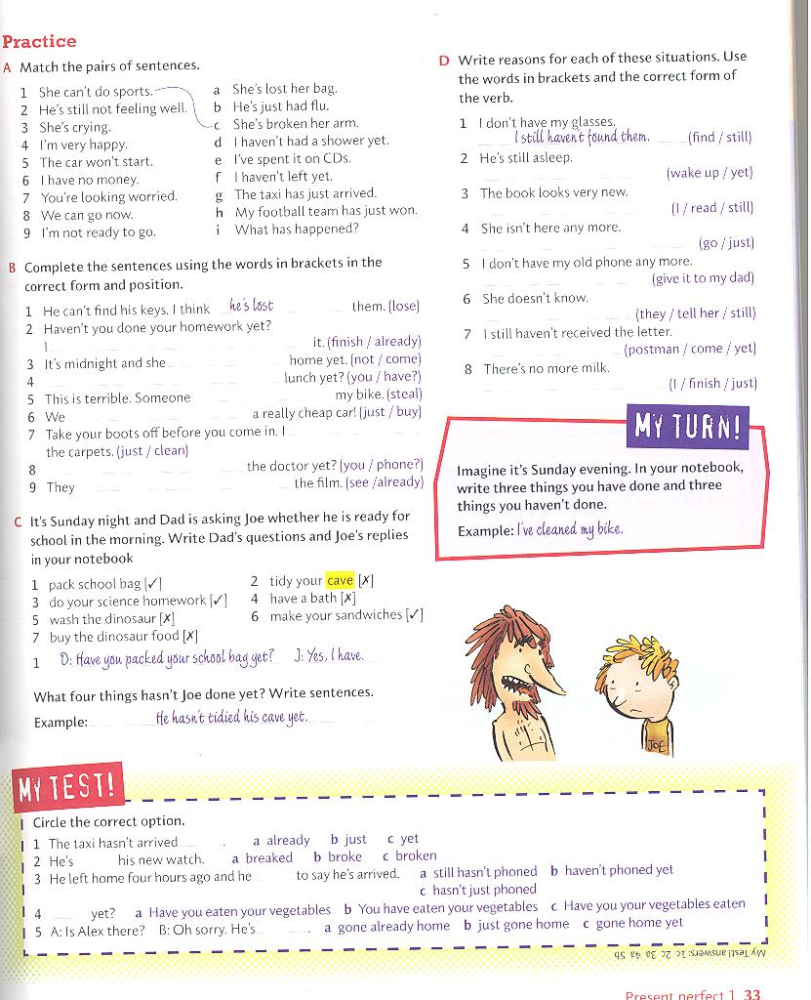 Practice
A Match the pairs of sentences.
1 She can't do sports.
2 He's still not feeling well.
3 She's crying.
4 I'm very happy.
5 The car won't start.
6 I have no money.
7 You're looking worried.
8 We can go now.
9 I'm not ready to go.
a She's lost her bag.
b He's just had flu.
c She's broken her arm.
d I haven't had a shower yet.
e I've spent it on CDs.
f I haven't left yet.
g The taxi has just arrived.
h My football team has just won.
i What has happened?
B Complete the sentences using the words in brackets in the
correct form and position.
1 He can't find his keys. I think he's lost them. (lose)
2 Haven't you done your homework yet?
I it. (finish / already)
3 It's midnight and she home yet. (not / come)
4 lunch yet? (you / have?)
5 This is terrible. Someone my bike. (steal)
6 We a really cheap car! (just / buy)
7 Take your boots off before you come in. I
the carpets. (just / clean)
8 the doctor yet? (you / phone?)
9 They the film. (see /already)
C It's Sunday night and Dad is asking Joe whether he is ready for
school in the morning. Write Dad's questions and Joe's replies
in your notebook
1 pack school bag [✓] 2 tidy your cave [✗]
3 do your science homework [✓] 4 have a bath [✗]
5 wash the dinosaur [✗] 6 make your sandwiches [✓]
7 buy the dinosaur food [✗]
1 D: Have you packed your school bag yet? J: Yes, I have.
What four things hasn't Joe done yet? Write sentences.
Example: He hasn't tidied his cave yet.
D Write reasons for each of these situations. Use
the words in brackets and the correct form of
the verb.
1 I don't have my glasses.
I still haven't found them. (find / still)
2 He's still asleep.
(wake up / yet)
3 The book looks very new.
(I / read / still)
4 She isn't here any more.
(go / just)
5 I don't have my old phone any more.
(give it to my dad)
6 She doesn't know.
(they / tell her / still)
7 I still haven't received the letter.
(postman / come / yet)
8 There's no more milk.
(I / finish / just)
MY TURN!
Imagine it's Sunday evening. In your notebook,
write three things you have done and three
things you haven't done.
Example: I've cleaned my bike.
JOE
MY TEST!
Circle the correct option.
1 The taxi hasn't arrived . a already b just c yet
2 He's his new watch. a breaked b broke c broken
3 He left home four hours ago and he to say he's arrived. a still hasn't phoned b haven't phoned yet
c hasn't just phoned
4 yet? a Have you eaten your vegetables b You have eaten your vegetables c Have you your vegetables eaten
5 A: Is Alex there? B: Oh sorry. He's . a gone already home b just gone home c gone home yet
My Test! answers: 1c 2c 3a 4a 5b
Present perfect 1 33